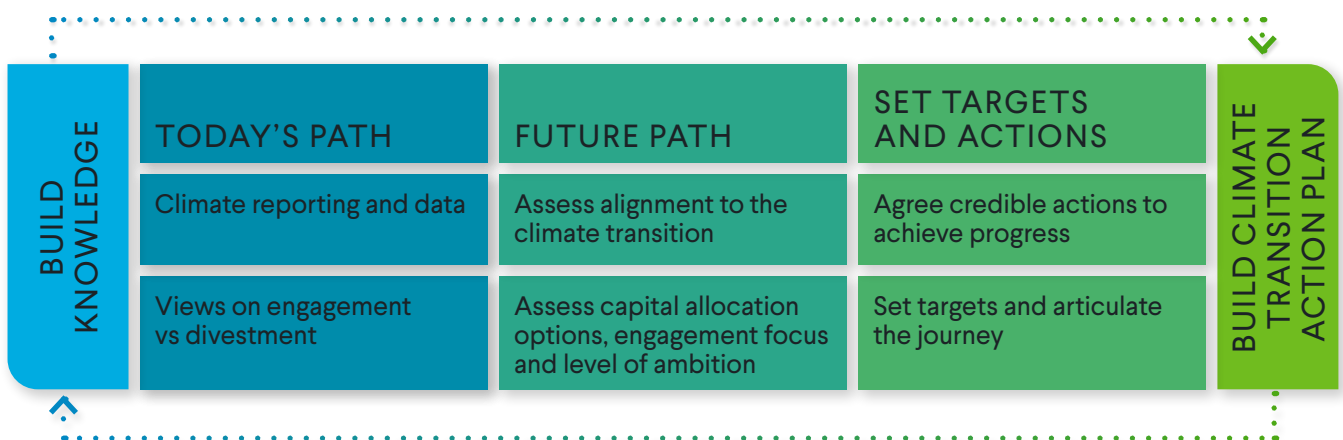 BUILD
KNOWLEDGE
TODAY’S PATH
Climate reporting and data
Views on engagement
vs divestment
FUTURE PATH
Assess alignment to the
climate transition
Assess capital allocation
options, engagement focus
and level of ambition
SET TARGETS
AND ACTIONS
Agree credible actions to
achieve progress
Set targets and articulate
the journey
BUILD CLIMATE
TRANSITION
ACTION PLAN